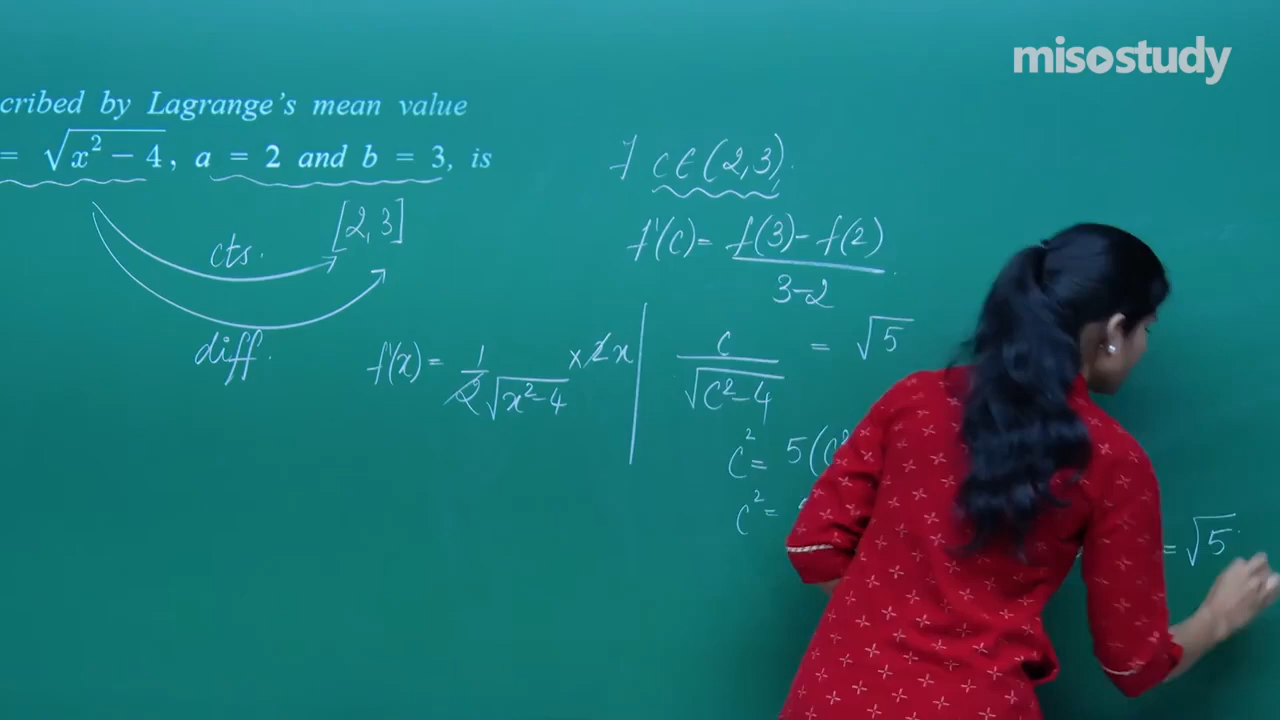 misostudy
cribed by Lagrange's mean value
= √(x² − 4), a = 2 and b = 3, is
[2,3]
cts.
diff.
f'(x) = 1/(2√(x²-4)) × 2x
∃ c ∈ (2,3).
f'(c) = (f(3) - f(2))/(3-2)
c/√(c²-4) = √5
c² = 5(c²
c² =
= √5